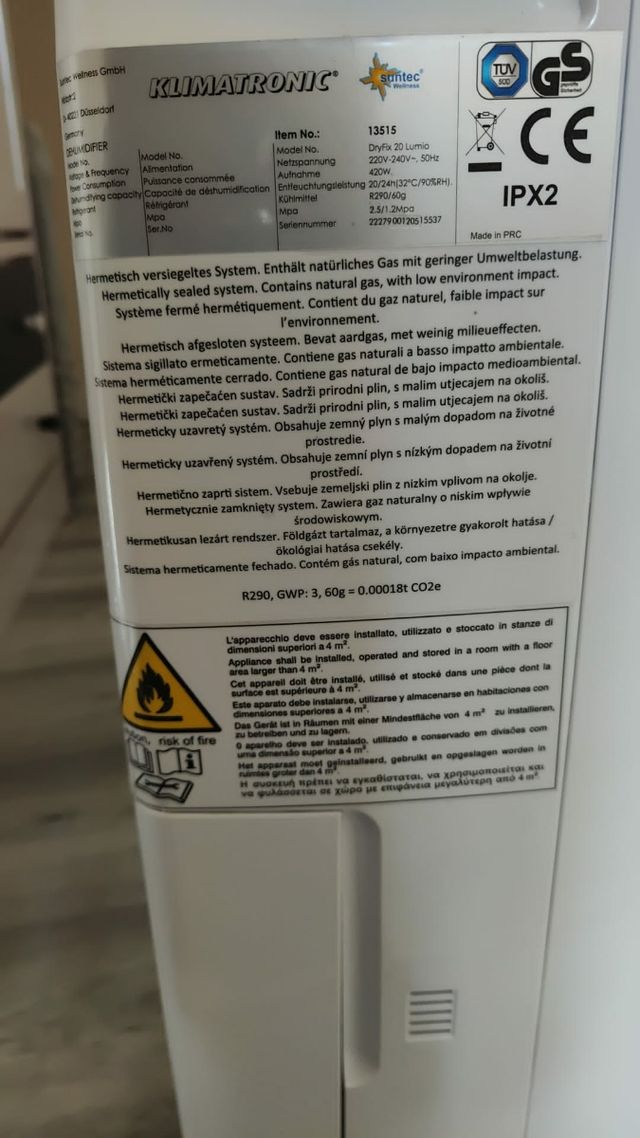 Suntec Wellness GmbH
40221 Düsseldorf
Germany
KLIMATRONIC®
suntec
Wellness
TÜV
SÜD
GS
geprüfte
Sicherheit
CE
IPX2
Made in PRC
Item No.: 13515
DEHUMIDIFIER Model No. Model No. DryFix 20 Lumio
Model No. Alimentation Netzspannung 220V-240V~, 50Hz
Voltage & Frequency Puissance consommée Aufnahme 420W.
Power Consumption Capacité de déshumidification Entfeuchtungsleistung 20/24h(32°C/90%RH).
Dehumidifying capacity Réfrigérant Kühlmittel R290/60g
Refrigerant Mpa Mpa 2.5/1.2Mpa
Mpa Ser.No Seriennummer 2227900120515537
Serial No.
Hermetisch versiegeltes System. Enthält natürliches Gas mit geringer Umweltbelastung.
Hermetically sealed system. Contains natural gas, with low environment impact.
Système fermé hermétiquement. Contient du gaz naturel, faible impact sur
l'environnement.
Hermetisch afgesloten systeem. Bevat aardgas, met weinig milieueffecten.
Sistema sigillato ermeticamente. Contiene gas naturali a basso impatto ambientale.
Sistema herméticamente cerrado. Contiene gas natural de bajo impacto medioambiental.
Hermetički zapečaćen sustav. Sadrži prirodni plin, s malim utjecajem na okoliš.
Hermetički zapečaćen sustav. Sadrži prirodni plin, s malim utjecajem na okoliš.
Hermeticky uzavretý systém. Obsahuje zemný plyn s malým dopadom na životné
prostredie.
Hermeticky uzavřený systém. Obsahuje zemní plyn s nízkým dopadem na životní
prostředí.
Hermetično zaprti sistem. Vsebuje zemeljski plin z nizkim vplivom na okolje.
Hermetycznie zamknięty system. Zawiera gaz naturalny o niskim wpływie
środowiskowym.
Hermetikusan lezárt rendszer. Földgázt tartalmaz, a környezetre gyakorolt hatása /
ökológiai hatása csekély.
Sistema hermeticamente fechado. Contém gás natural, com baixo impacto ambiental.
R290, GWP: 3, 60g = 0.00018t CO2e
risk of fire
L'apparecchio deve essere installato, utilizzato e stoccato in stanze di
dimensioni superiori a 4 m².
Appliance shall be installed, operated and stored in a room with a floor
area larger than 4 m².
Cet appareil doit être installé, utilisé et stocké dans une pièce dont la
surface est supérieure à 4 m².
Este aparato debe instalarse, utilizarse y almacenarse en habitaciones con
dimensiones superiores a 4 m².
Das Gerät ist in Räumen mit einer Mindestfläche von 4 m² zu installieren,
zu betreiben und zu lagern.
O aparelho deve ser instalado, utilizado e conservado em divisões com
uma dimensão superior a 4 m².
Het apparaat moet geïnstalleerd, gebruikt en opgeslagen worden in
ruimtes groter dan 4 m².
Η συσκευή πρέπει να εγκαθίσταται, να χρησιμοποιείται και
να φυλάσσεται σε χώρο με επιφάνεια μεγαλύτερη από 4 m².